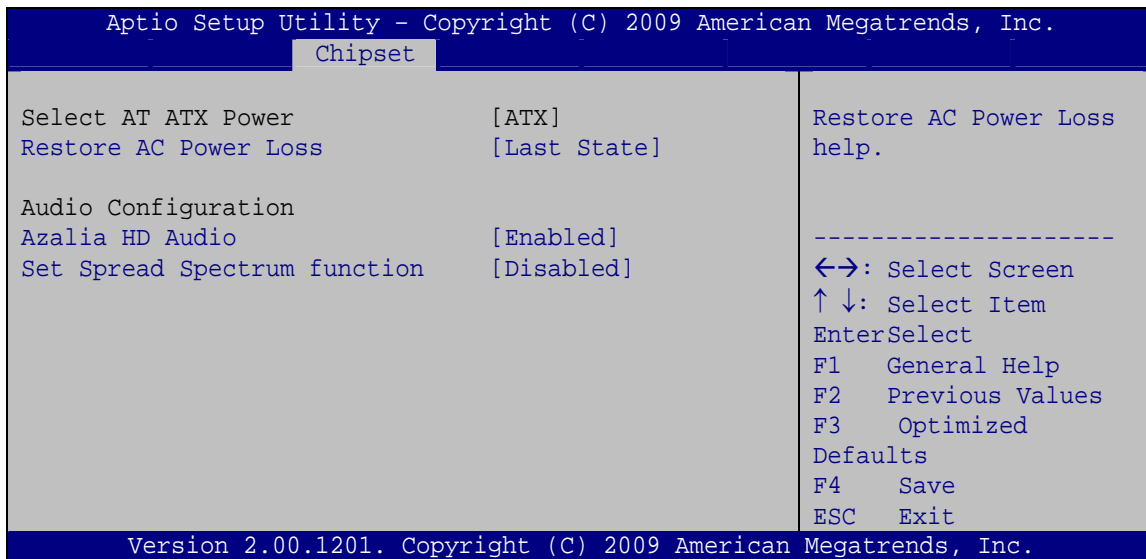 Aptio Setup Utility – Copyright (C) 2009 American Megatrends, Inc.
Chipset
Select AT ATX Power [ATX]
Restore AC Power Loss [Last State]
Audio Configuration
Azalia HD Audio [Enabled]
Set Spread Spectrum function [Disabled]
Restore AC Power Loss
help.
---------------------
←→: Select Screen
↑ ↓: Select Item
EnterSelect
F1 General Help
F2 Previous Values
F3 Optimized
Defaults
F4 Save
ESC Exit
Version 2.00.1201. Copyright (C) 2009 American Megatrends, Inc.